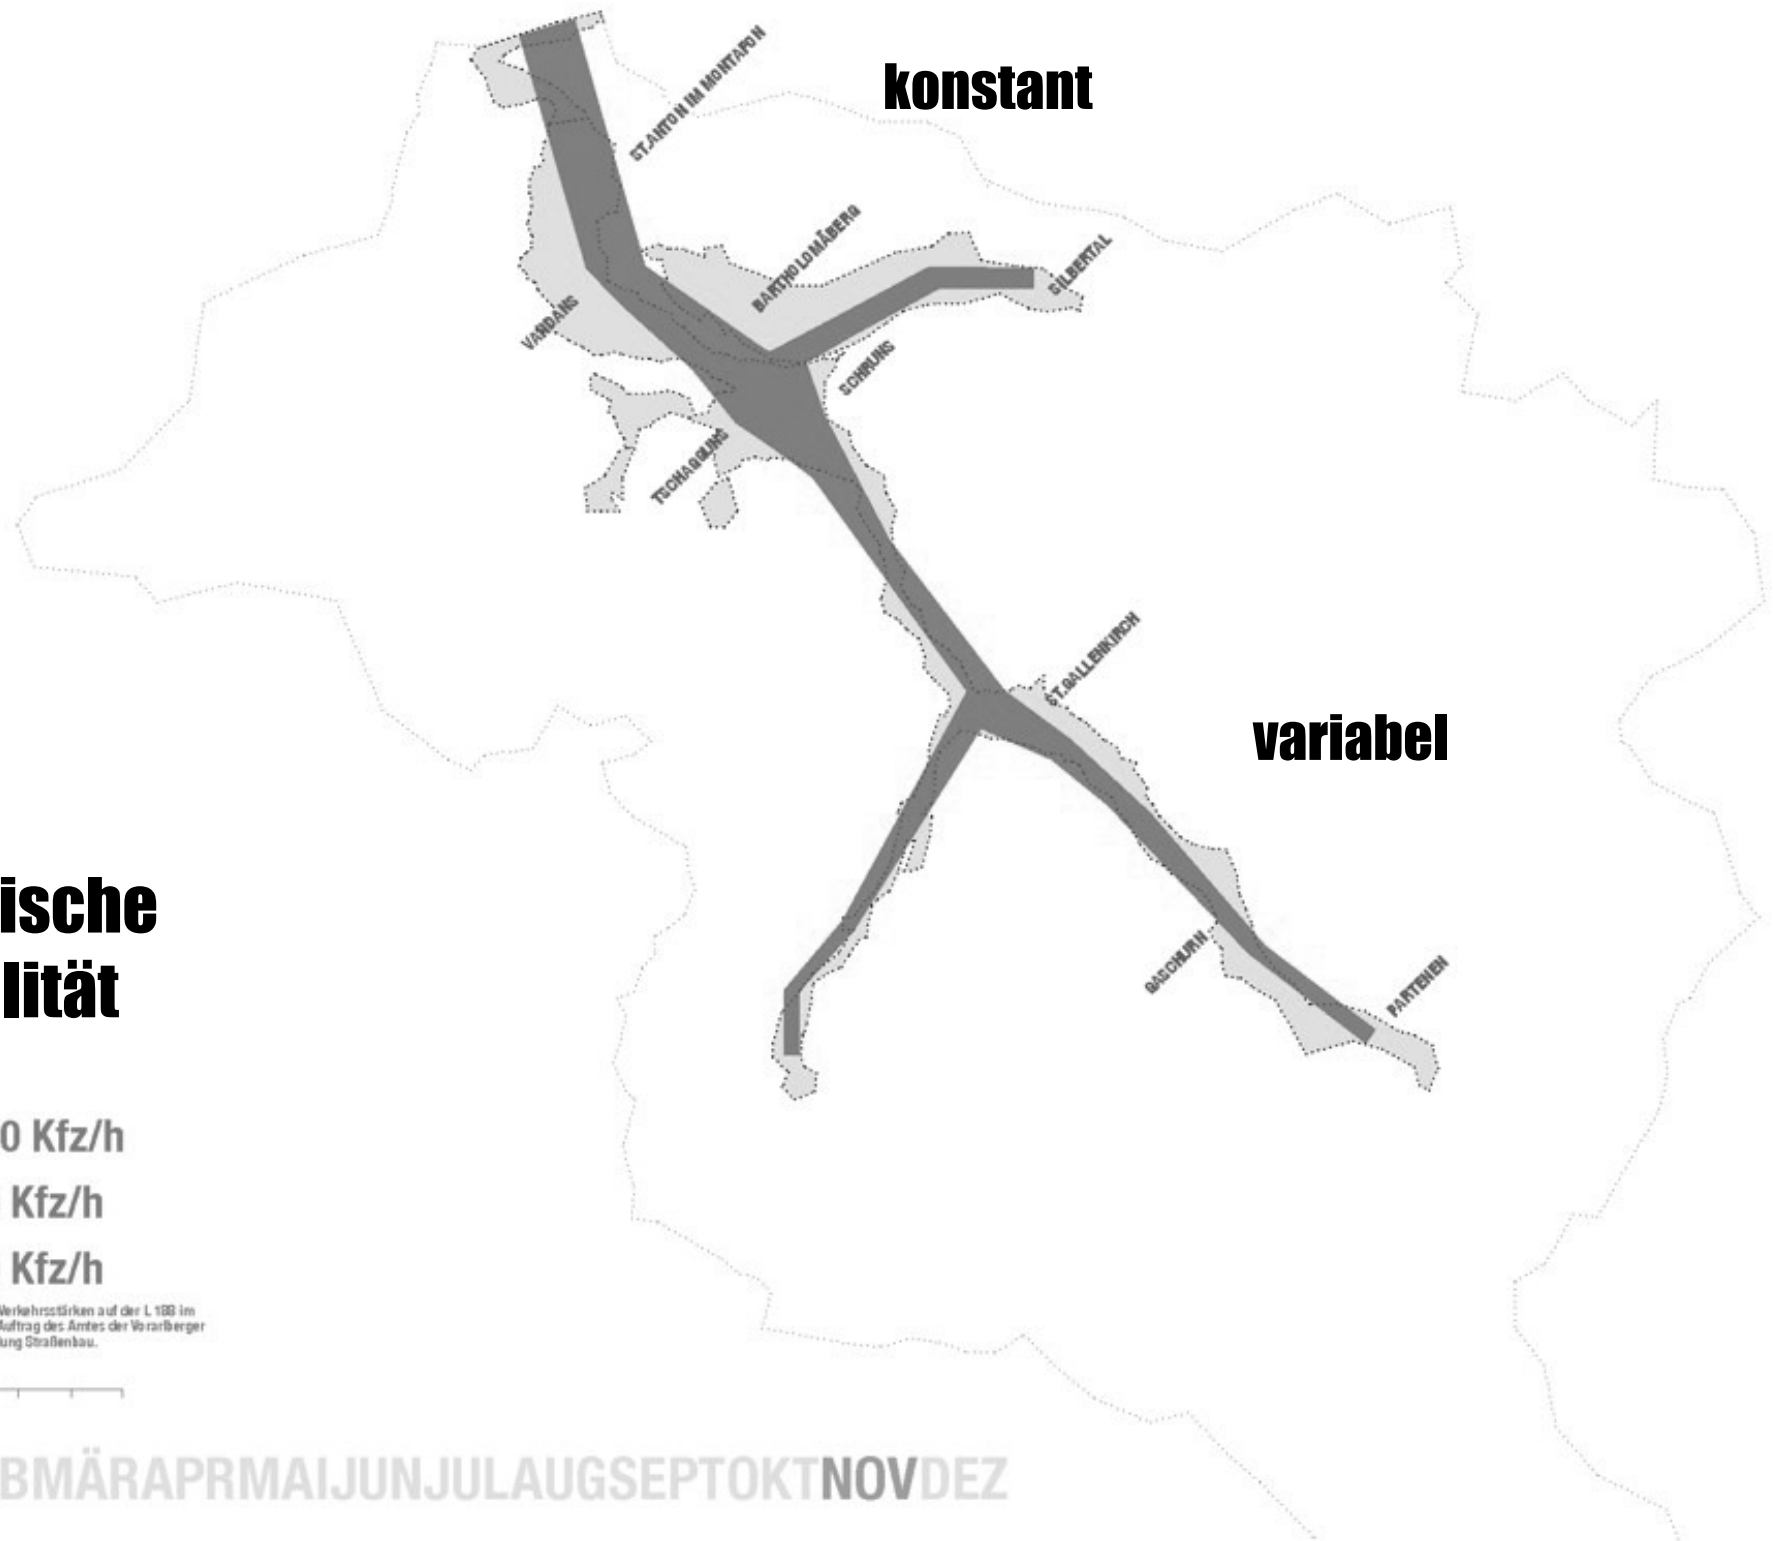 konstant
ST.ANTON IM MONTAFON
BARTHOLOMÄBERG
SILBERTAL
VANDANS
SCHRUNS
TSCHAGGUNS
ST.GALLENKIRCH
variabel
ische
lität
GASCHURN
PARTENEN
0 Kfz/h
Kfz/h
Kfz/h
Verkehrsstärken auf der L 188 im
Auftrag des Amtes der Vorarlberger
ung Straßenbau.
BMÄRAPRMAIJUNJULAUGSEPTOKTNOVDEZ